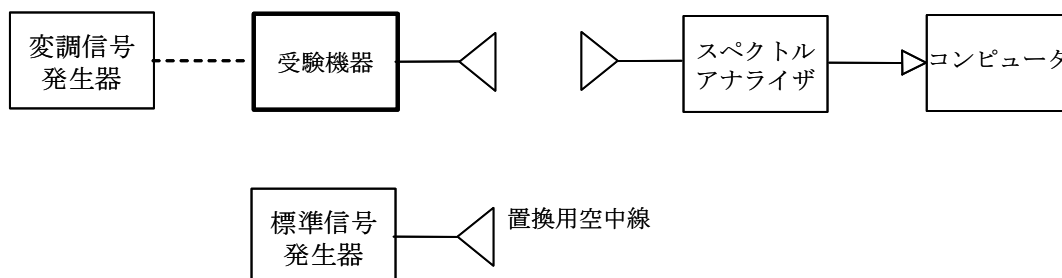 変調信号
発生器
受験機器
スペクトル
アナライザ
コンピュータ
標準信号
発生器
置換用空中線